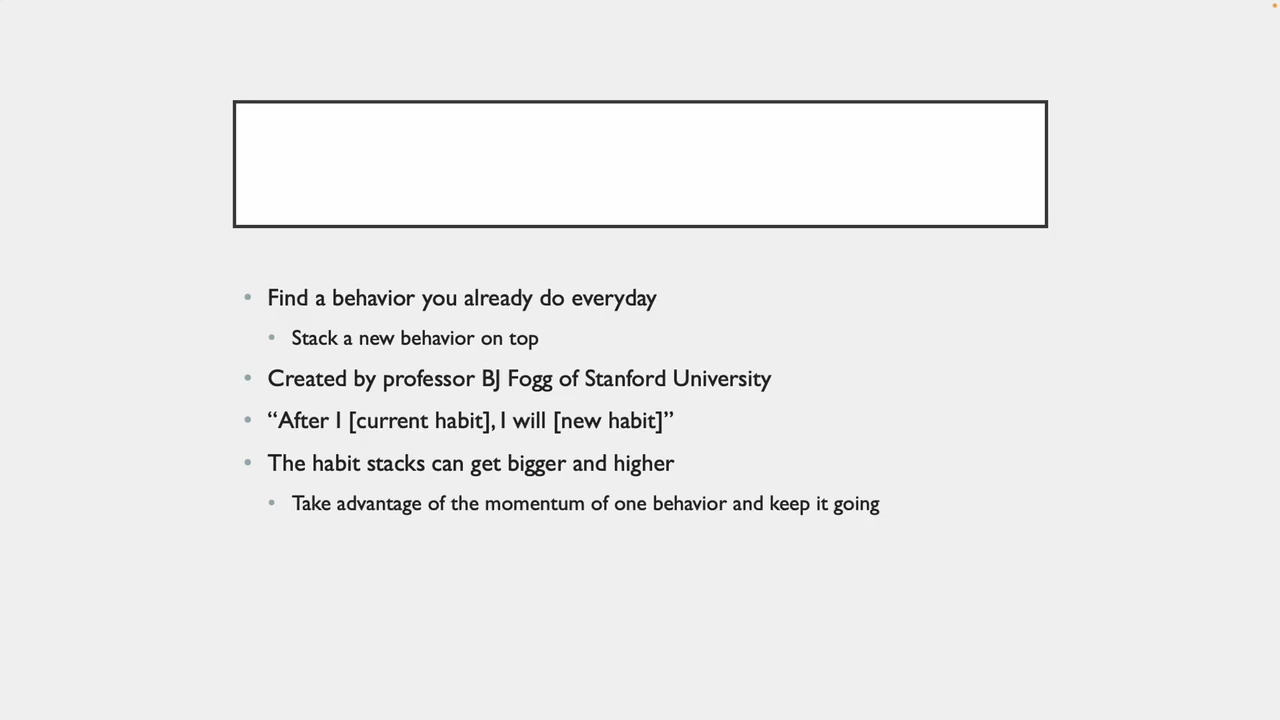 • Find a behavior you already do everyday
• Stack a new behavior on top
• Created by professor BJ Fogg of Stanford University
• “After I [current habit], I will [new habit]”
• The habit stacks can get bigger and higher
• Take advantage of the momentum of one behavior and keep it going